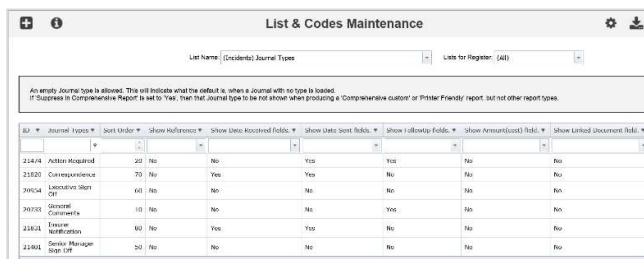 List & Codes Maintenance
List Name: (Incidents) Journal Types Lists for Register: (All)
An empty Journal type is allowed. This will indicate what the default is, when a Journal with no type is loaded.
If 'Suppress in Comprehensive Report' is set to 'Yes', then that Journal type to be not shown when producing a 'Comprehensive custom' or 'Printer Friendly' report, but not other report types.
ID Journal Types Sort Order Show Reference Show Date Received fields. Show Date Sent fields. Show FollowUp fields. Show Amount(cost) field. Show Linked Document field.
21474 Action Required 20 No No Yes Yes No No
21820 Correspondence 70 No Yes Yes No No No
20954 Executive Sign Off 60 No No No No No No
20733 General Comments 10 No No No Yes No No
21831 Insurer Notification 80 No Yes Yes No No No
21401 Senior Manager Sign Off 50 No No No No No No